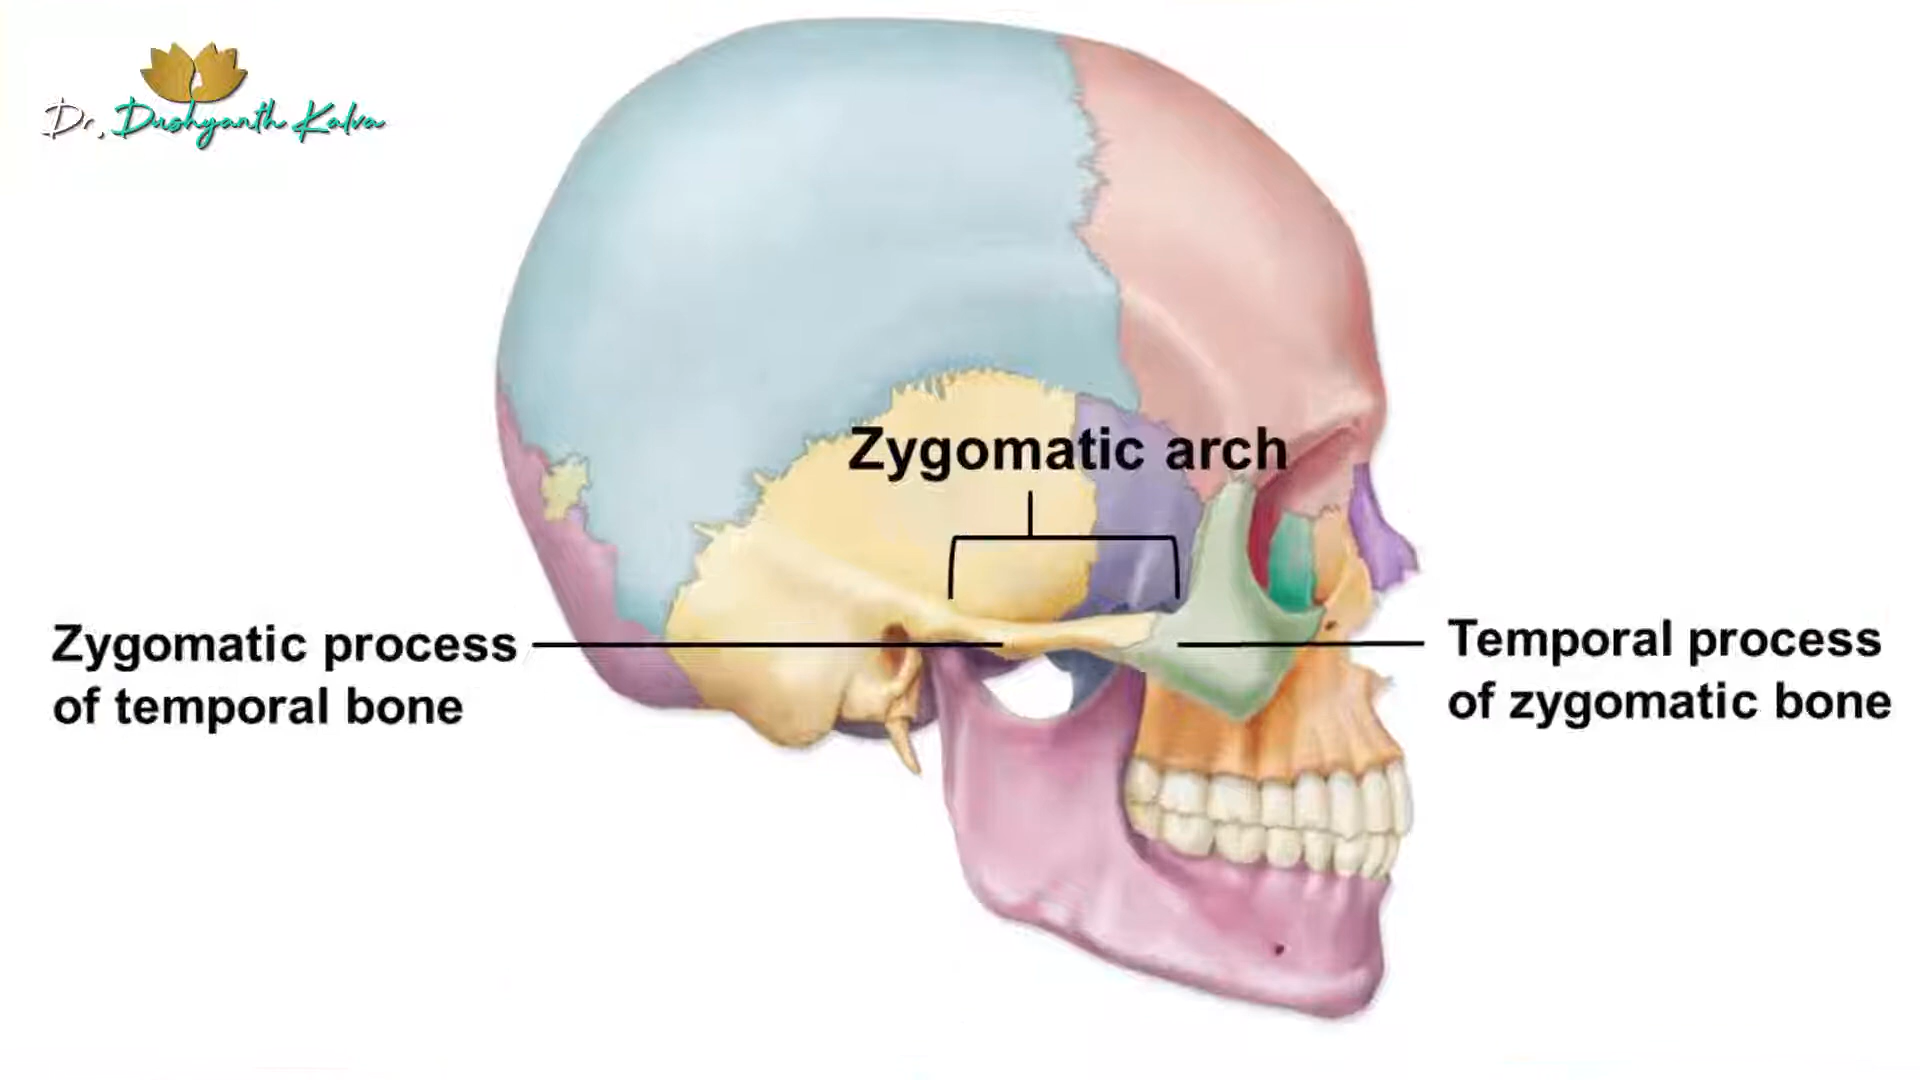 Dr. Dushyanth Kalva
Zygomatic arch
Zygomatic process
of temporal bone
Temporal process
of zygomatic bone